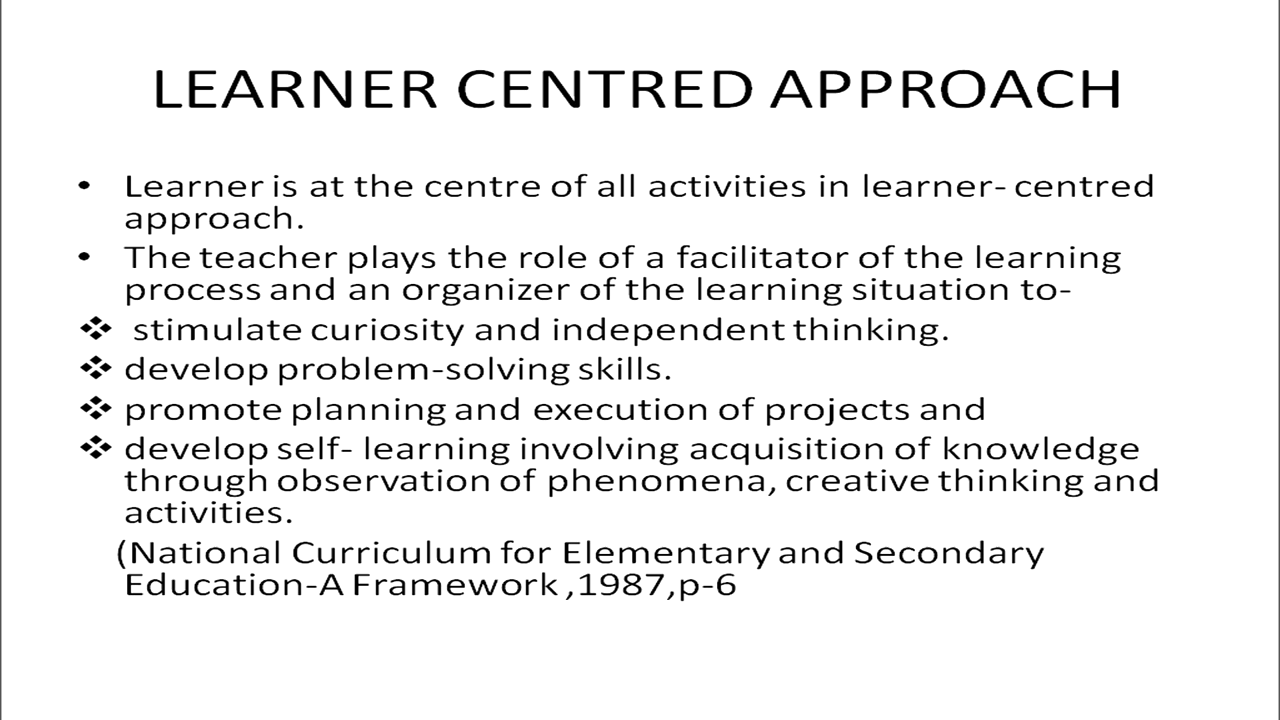 LEARNER CENTRED APPROACH
• Learner is at the centre of all activities in learner- centred
approach.
• The teacher plays the role of a facilitator of the learning
process and an organizer of the learning situation to-
❖ stimulate curiosity and independent thinking.
❖ develop problem-solving skills.
❖ promote planning and execution of projects and
❖ develop self- learning involving acquisition of knowledge
through observation of phenomena, creative thinking and
activities.
(National Curriculum for Elementary and Secondary
Education-A Framework ,1987,p-6